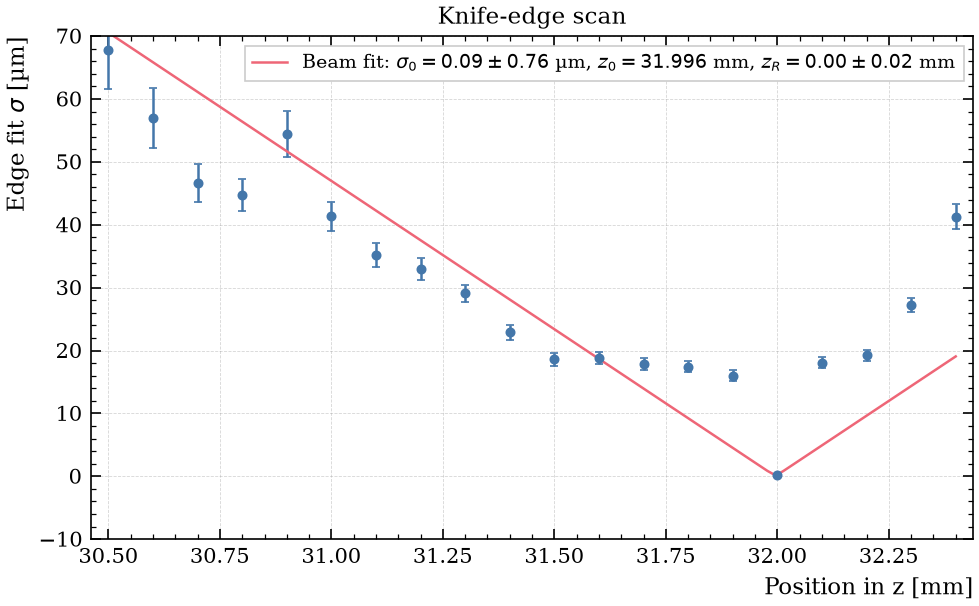 Knife-edge scan
Edge fit σ [µm]
Beam fit: σ₀ = 0.09 ± 0.76 µm, z₀ = 31.996 mm, z_R = 0.00 ± 0.02 mm
70
60
50
40
30
20
10
0
−10
30.50 30.75 31.00 31.25 31.50 31.75 32.00 32.25
Position in z [mm]